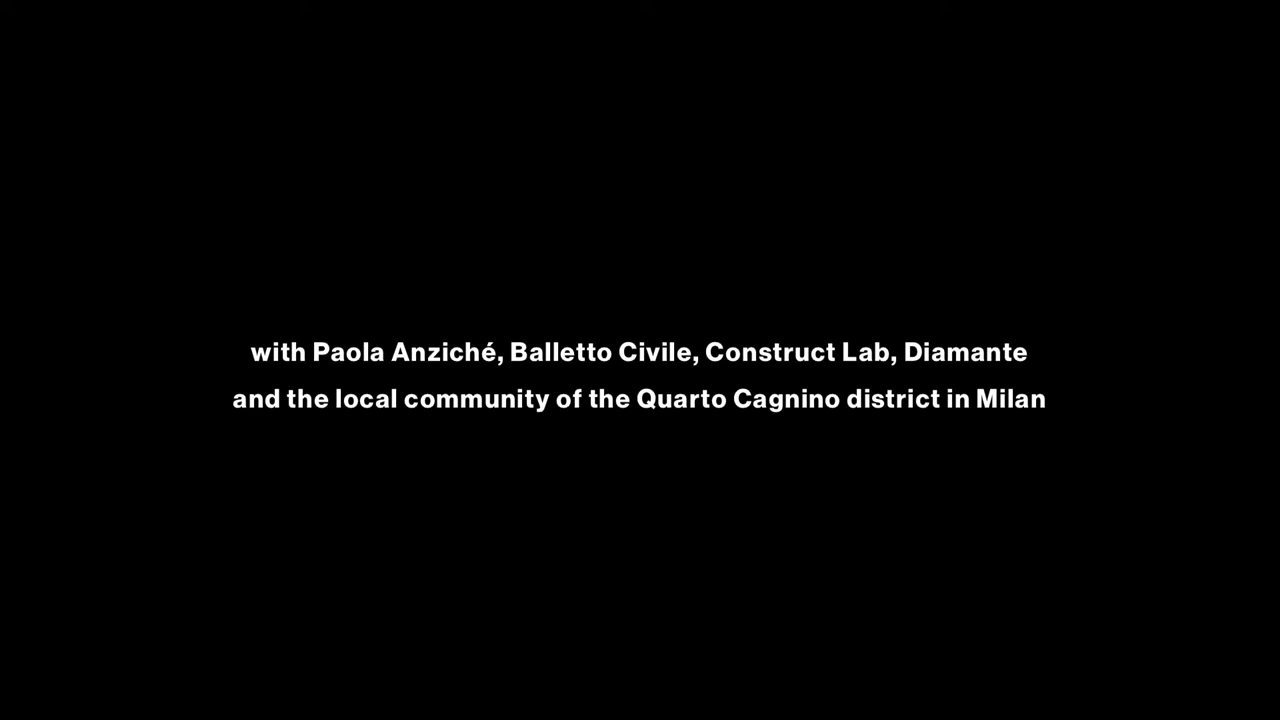 with Paola Anziché, Balletto Civile, Construct Lab, Diamante
and the local community of the Quarto Cagnino district in Milan